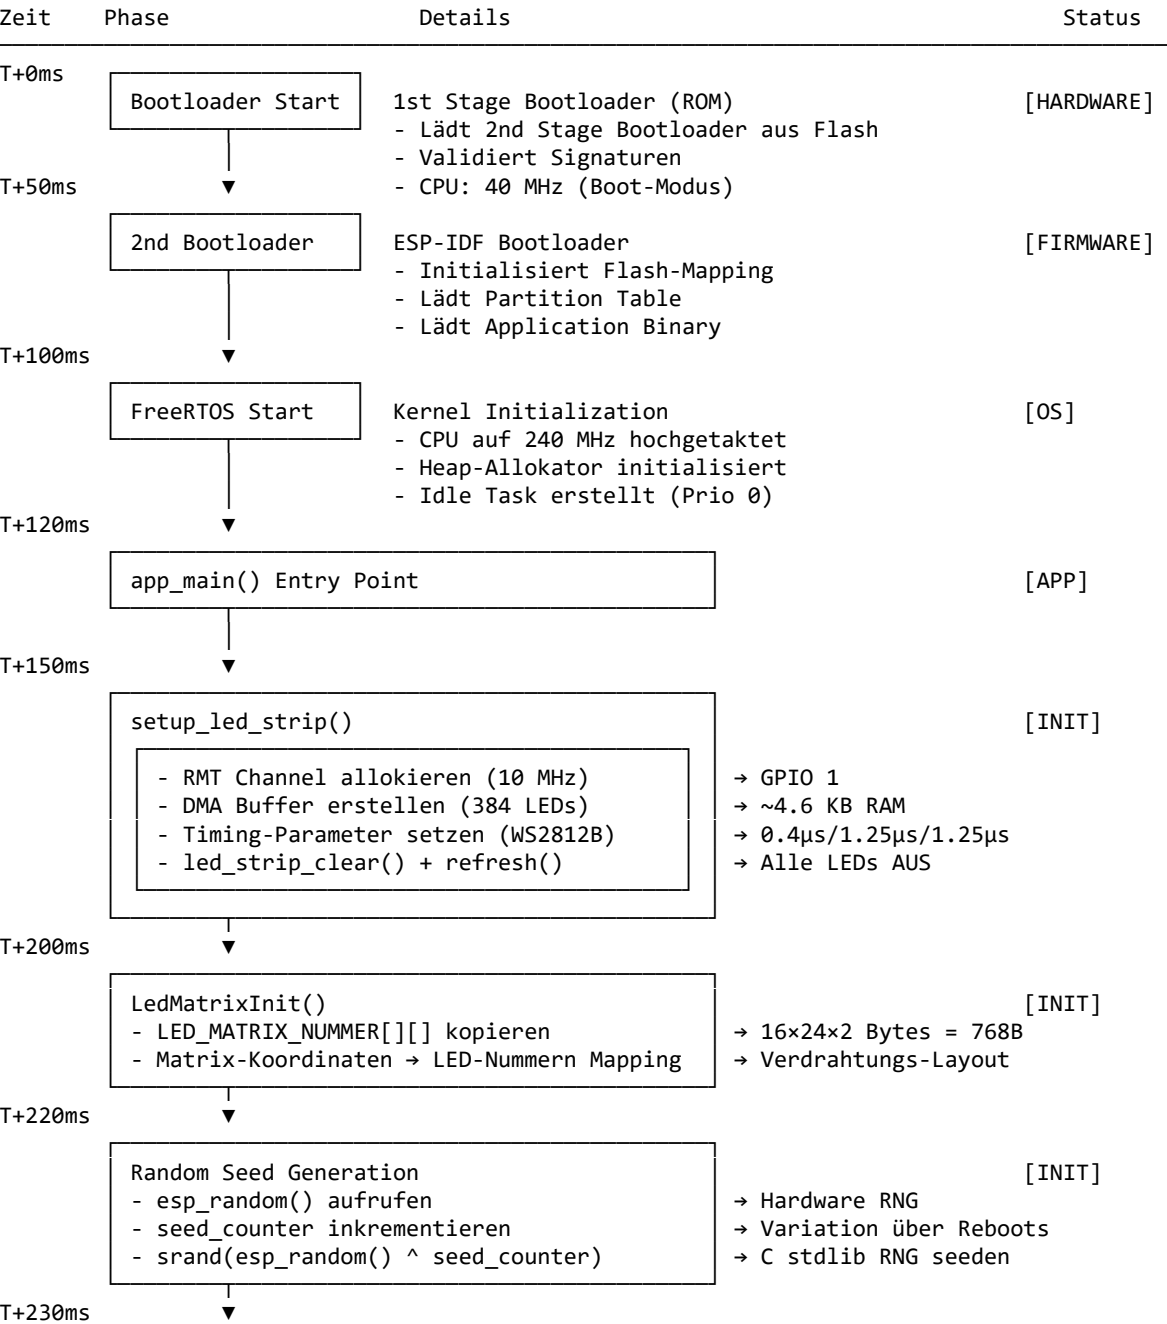 Zeit Phase Details Status
T+0ms
Bootloader Start 1st Stage Bootloader (ROM) [HARDWARE]
- Lädt 2nd Stage Bootloader aus Flash
- Validiert Signaturen
T+50ms ▼ - CPU: 40 MHz (Boot-Modus)
2nd Bootloader ESP-IDF Bootloader [FIRMWARE]
- Initialisiert Flash-Mapping
- Lädt Partition Table
- Lädt Application Binary
T+100ms ▼
FreeRTOS Start Kernel Initialization [OS]
- CPU auf 240 MHz hochgetaktet
- Heap-Allokator initialisiert
- Idle Task erstellt (Prio 0)
T+120ms ▼
app_main() Entry Point [APP]
T+150ms ▼
setup_led_strip() [INIT]
- RMT Channel allokieren (10 MHz) → GPIO 1
- DMA Buffer erstellen (384 LEDs) → ~4.6 KB RAM
- Timing-Parameter setzen (WS2812B) → 0.4µs/1.25µs/1.25µs
- led_strip_clear() + refresh() → Alle LEDs AUS
T+200ms ▼
LedMatrixInit() [INIT]
- LED_MATRIX_NUMMER[][] kopieren → 16×24×2 Bytes = 768B
- Matrix-Koordinaten → LED-Nummern Mapping → Verdrahtungs-Layout
T+220ms ▼
Random Seed Generation [INIT]
- esp_random() aufrufen → Hardware RNG
- seed_counter inkrementieren → Variation über Reboots
- srand(esp_random() ^ seed_counter) → C stdlib RNG seeden
T+230ms ▼